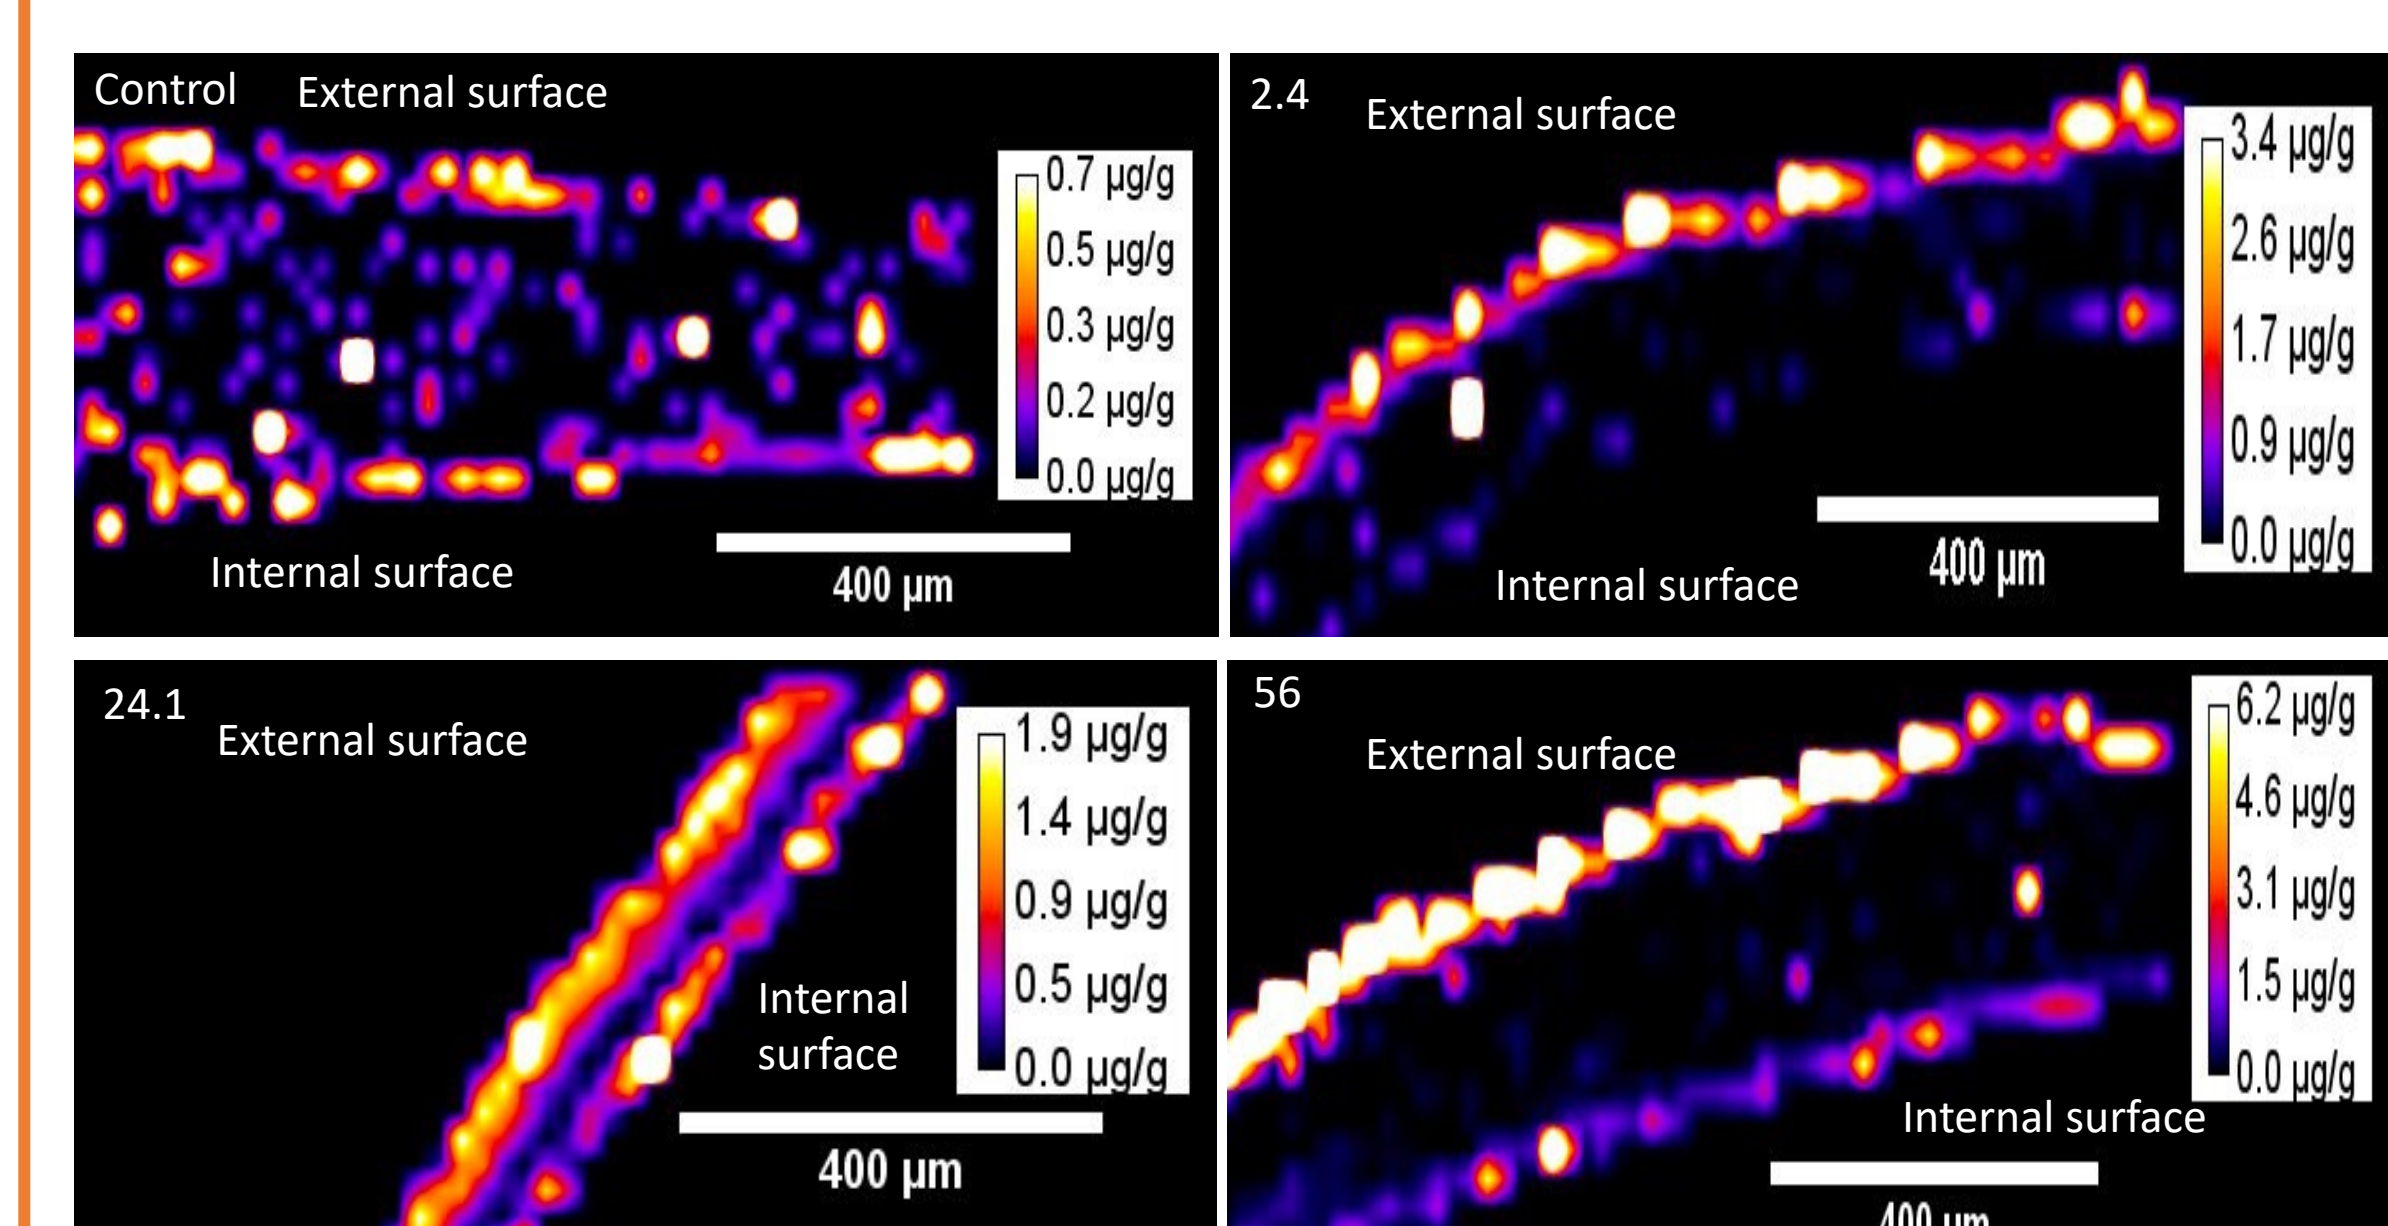 Control
External surface
0.7 µg/g
0.5 µg/g
0.3 µg/g
0.2 µg/g
0.0 µg/g
400 µm
Internal surface
2.4
External surface
3.4 µg/g
2.6 µg/g
1.7 µg/g
0.9 µg/g
0.0 µg/g
400 µm
Internal surface
24.1
External surface
1.9 µg/g
1.4 µg/g
0.9 µg/g
0.5 µg/g
0.0 µg/g
Internal
surface
400 µm
56
External surface
6.2 µg/g
4.6 µg/g
3.1 µg/g
1.5 µg/g
0.0 µg/g
Internal surface
400 µm